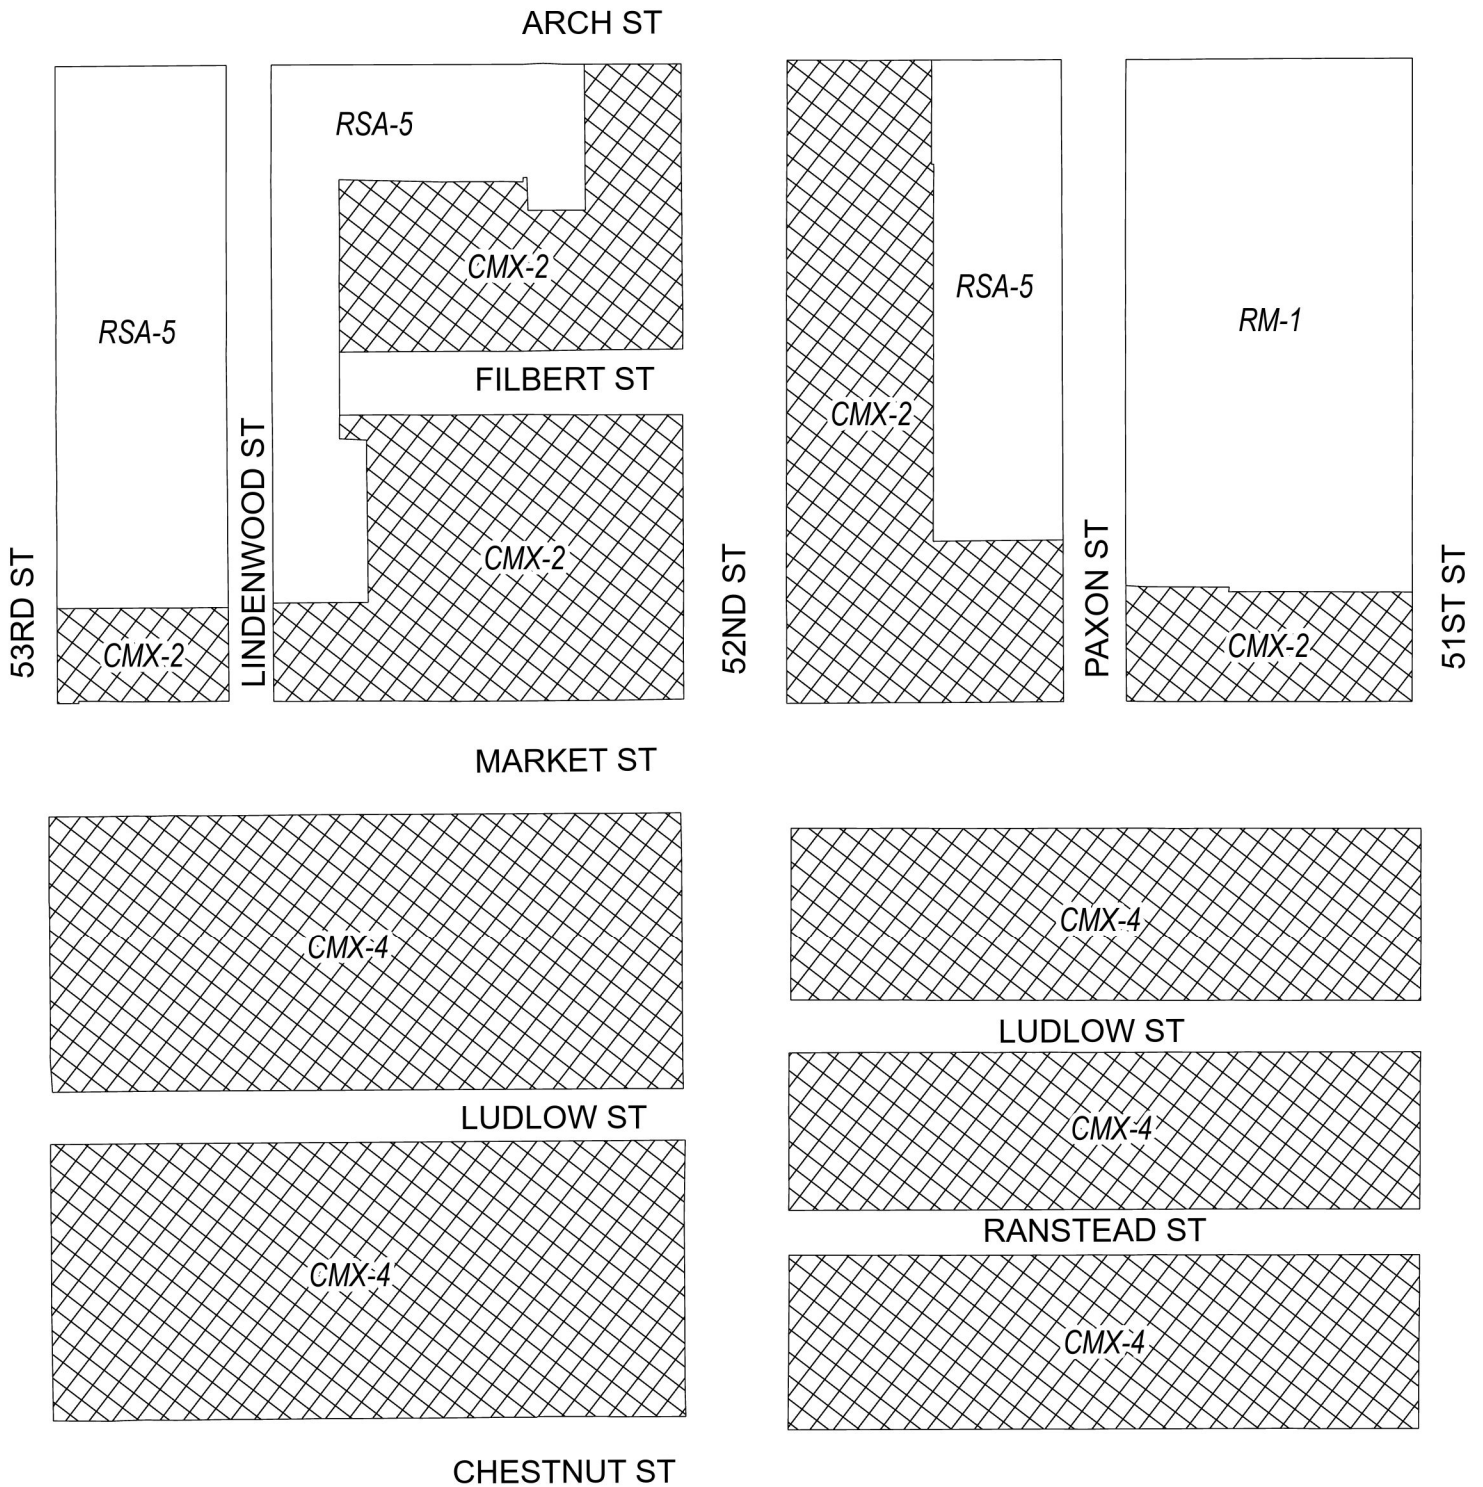 ARCH ST
RSA-5
CMX-2
RSA-5
RSA-5
RM-1
FILBERT ST
CMX-2
LINDENWOOD ST
CMX-2
53RD ST
52ND ST
PAXON ST
51ST ST
CMX-2
CMX-2
MARKET ST
CMX-4
CMX-4
LUDLOW ST
LUDLOW ST
CMX-4
RANSTEAD ST
CMX-4
CMX-4
CHESTNUT ST